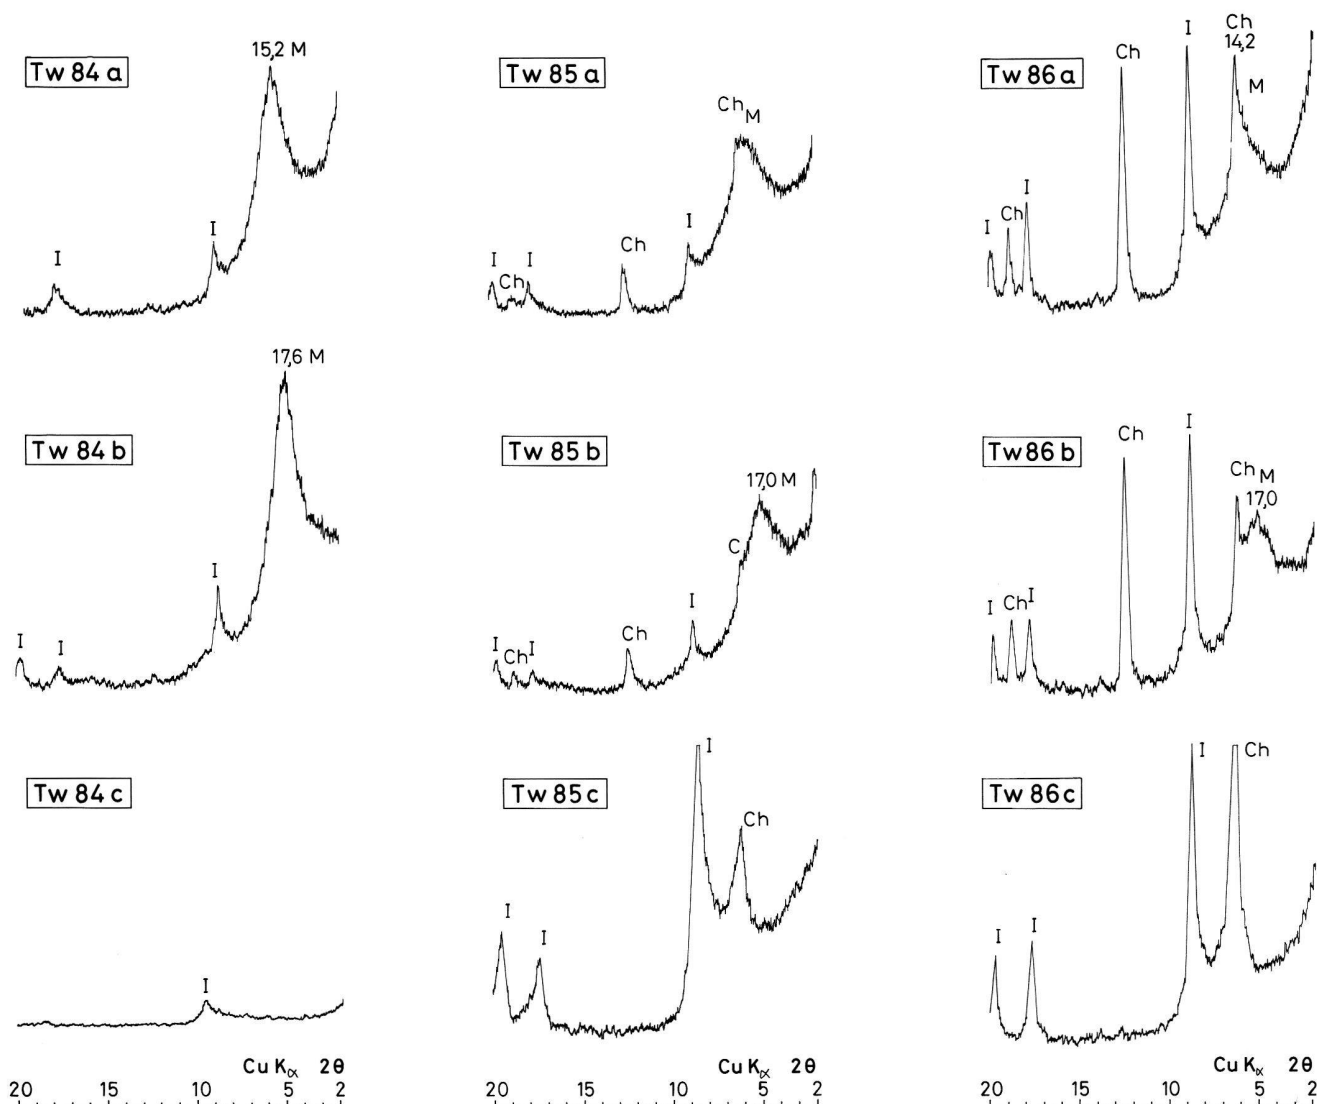 Tw 84 a
15,2 M
I
I
Tw 85 a
Ch M
I
Ch
I
Ch
I
Tw 86 a
Ch
14,2
M
I
Ch
I
Ch
I
Tw 84 b
17,6 M
I
I
I
Tw 85 b
17,0 M
C
I
Ch
I
Ch I
Tw 86 b
I
Ch
Ch M
17,0
I
Ch I
Tw 84 c
I
Tw 85 c
I
Ch
I
I
Tw 86 c
I
Ch
I
I
Cu Kα 2θ
20 15 10 5 2
Cu Kα 2θ
20 15 10 5 2
Cu Kα 2θ
20 15 10 5 2